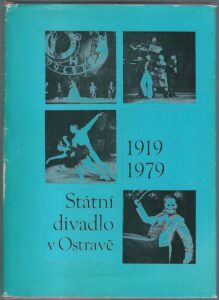 1919
1979
Státní
divadlo
v Ostravě